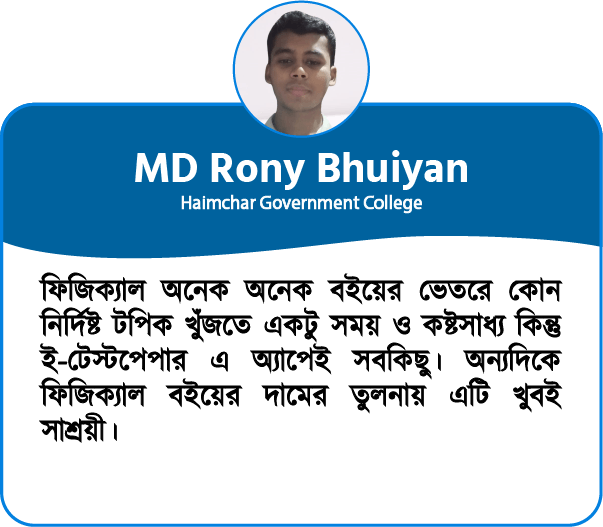 MD Rony Bhuiyan
Haimchar Government College
ফিজিক্যাল অনেক অনেক বইয়ের ভেতরে কোন
নির্দিষ্ট টপিক খুঁজতে একটু সময় ও কষ্টসাধ্য কিন্তু
ই-টেস্টপেপার এ অ্যাপেই সবকিছু। অন্যদিকে
ফিজিক্যাল বইয়ের দামের তুলনায় এটি খুবই
সাশ্রয়ী।